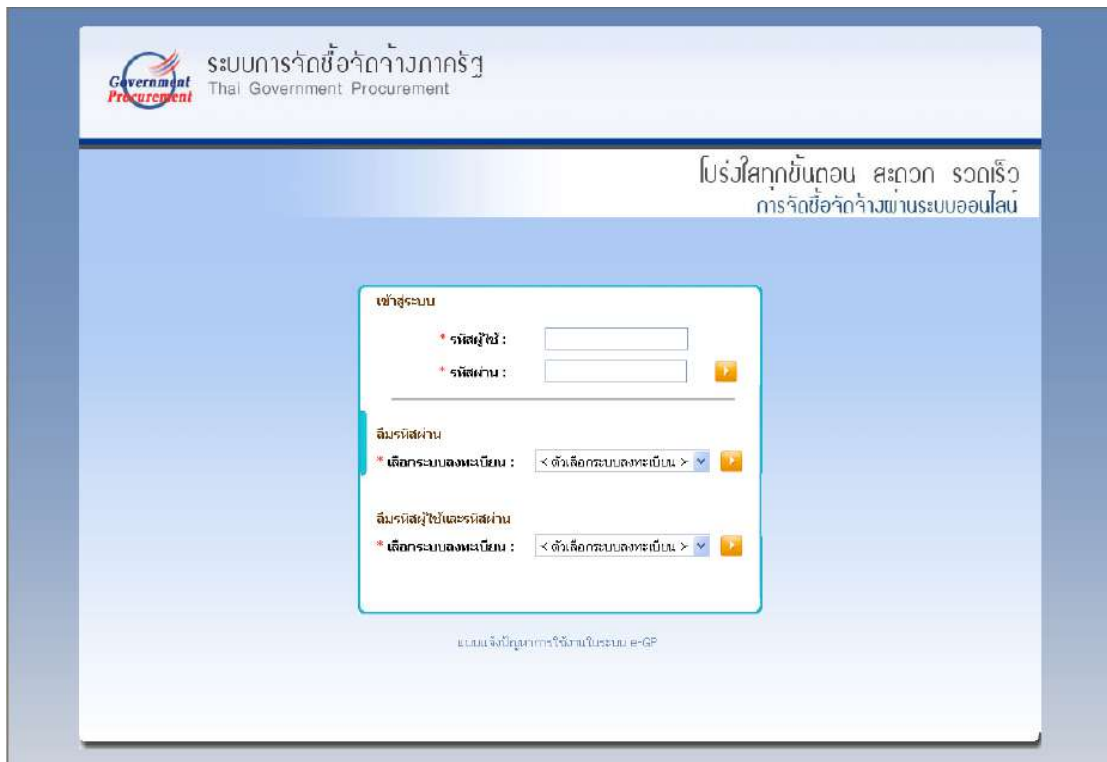 Government
Procurement
ระบบการจัดซื้อจัดจ้างภาครัฐ
Thai Government Procurement
โปร่งใสทุกขั้นตอน สะดวก รวดเร็ว
การจัดซื้อจัดจ้างผ่านระบบออนไลน์
เข้าสู่ระบบ
* รหัสผู้ใช้ :
* รหัสผ่าน :
ลืมรหัสผ่าน
* เลือกระบบลงทะเบียน : < ตัวเลือกระบบลงทะเบียน >
ลืมรหัสผู้ใช้และรหัสผ่าน
* เลือกระบบลงทะเบียน : < ตัวเลือกระบบลงทะเบียน >
แบบแจ้งปัญหาการใช้งานในระบบ e-GP